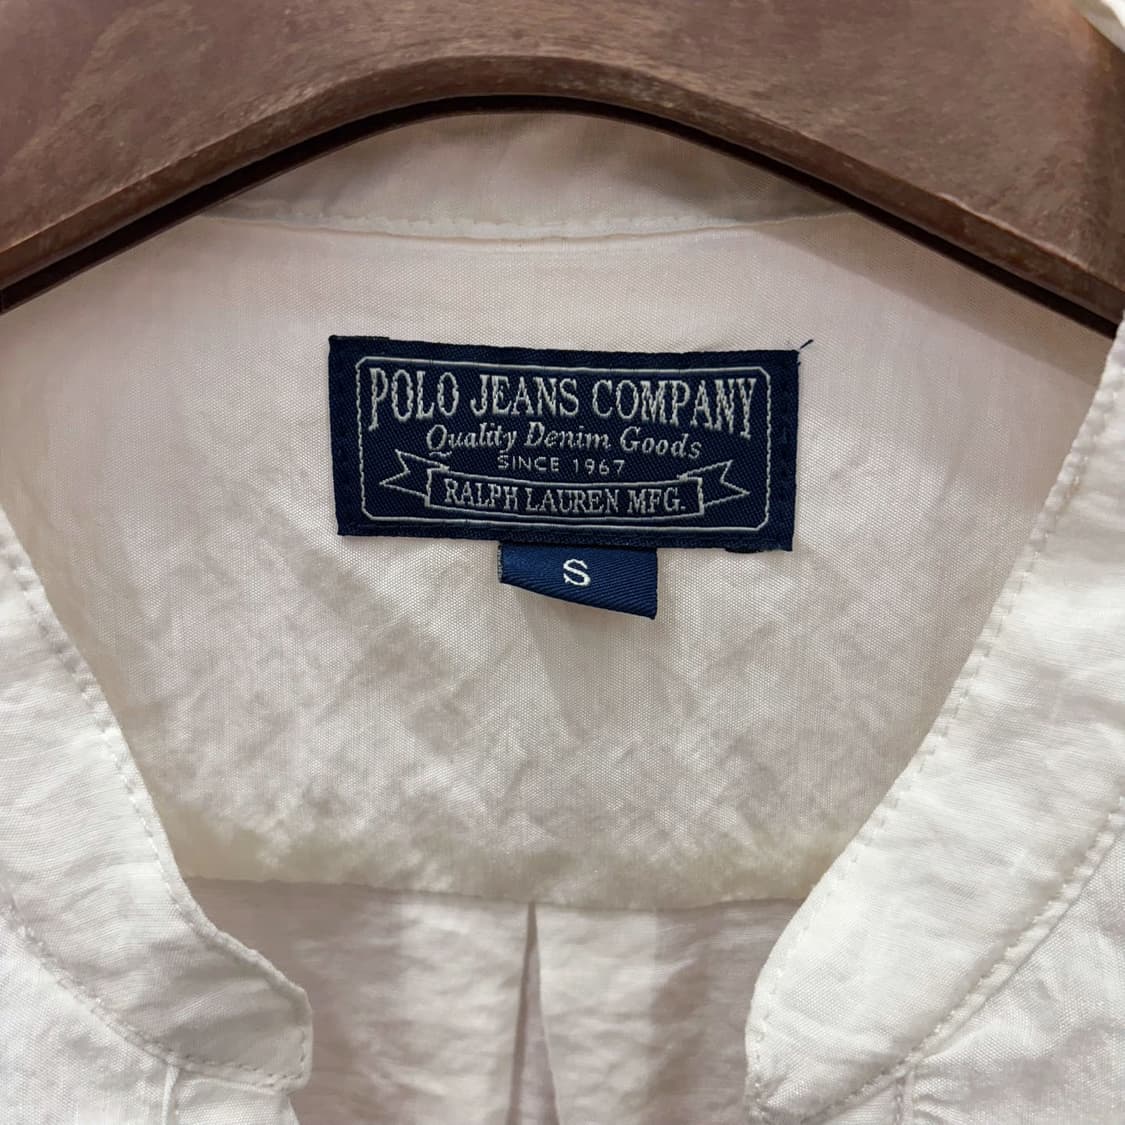 POLO JEANS COMPANY
Quality Denim Goods
SINCE 1967
RALPH LAUREN MFG.
S